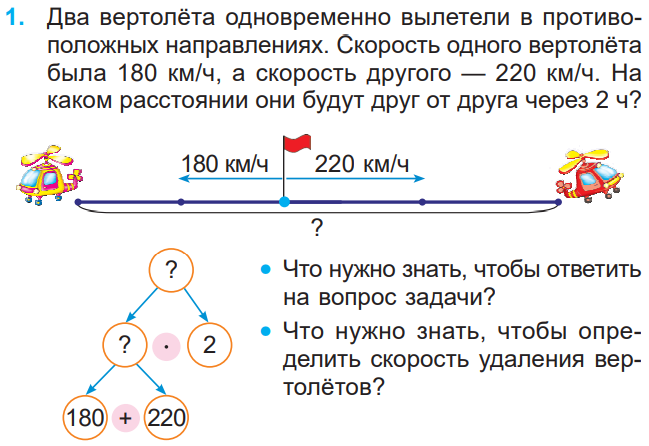 1. Два вертолёта одновременно вылетели в противо-
положных направлениях. Скорость одного вертолёта
была 180 км/ч, а скорость другого — 220 км/ч. На
каком расстоянии они будут друг от друга через 2 ч?
180 км/ч 220 км/ч
?
?
? · 2
180 + 220
• Что нужно знать, чтобы ответить
на вопрос задачи?
• Что нужно знать, чтобы опре-
делить скорость удаления вер-
толётов?